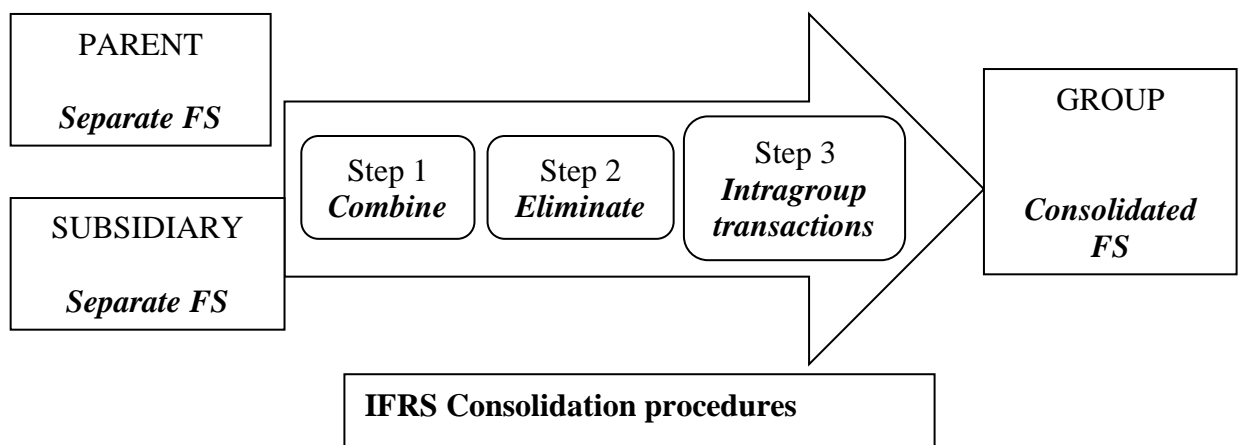 PARENT
Separate FS
SUBSIDIARY
Separate FS
Step 1
Combine
Step 2
Eliminate
Step 3
Intragroup
transactions
GROUP
Consolidated
FS
IFRS Consolidation procedures